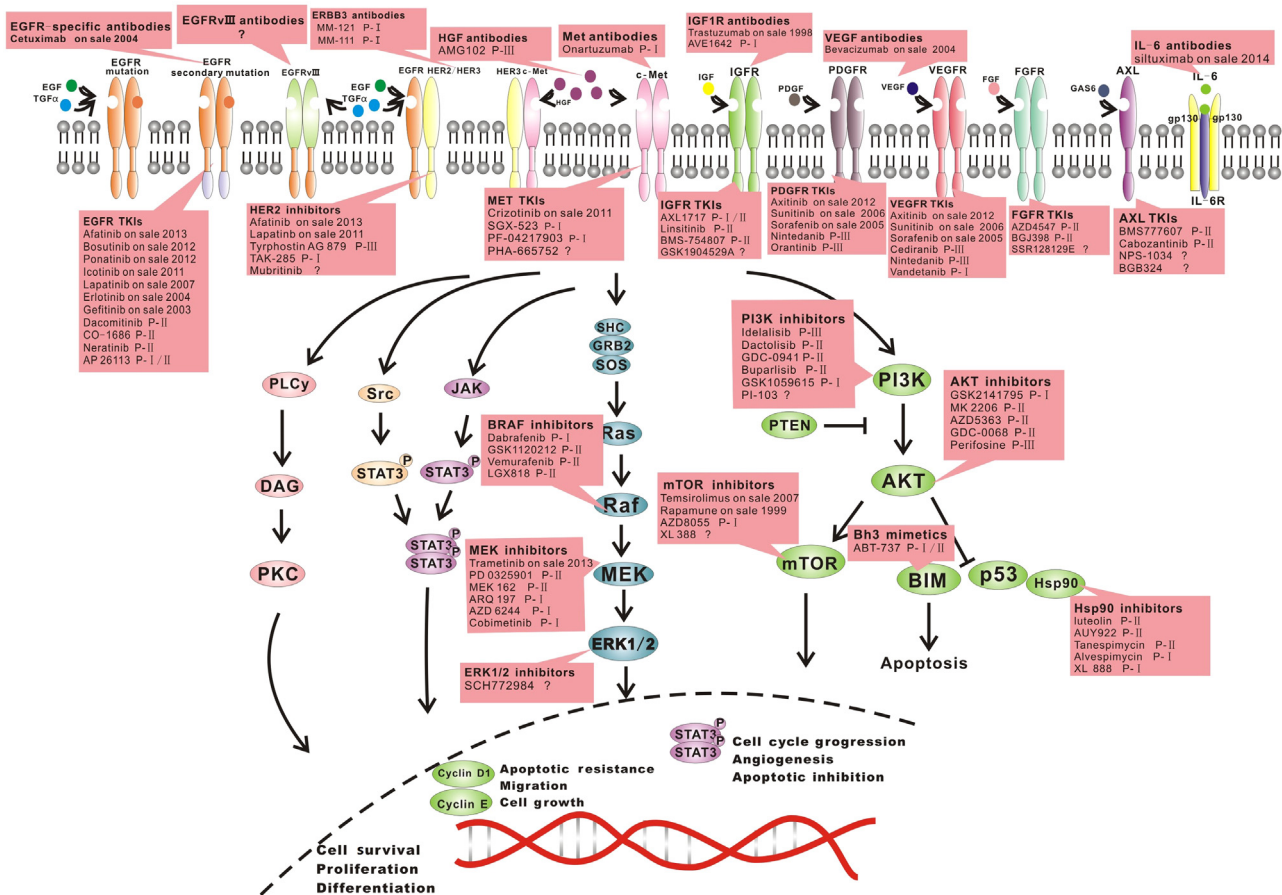 EGFR-specific antibodies
Cetuximab on sale 2004
EGFRvⅢ antibodies
?
ERBB3 antibodies
MM-121 P-Ⅰ
MM-111 P-Ⅰ
HGF antibodies
AMG102 P-Ⅲ
Met antibodies
Onartuzumab P-Ⅰ
IGF1R antibodies
Trastuzumab on sale 1998
AVE1642 P-Ⅰ
VEGF antibodies
Bevacizumab on sale 2004
IL-6 antibodies
siltuximab on sale 2014
EGFR
mutation
EGFR
secondary mutation
EGFRvⅢ
EGFR HER2/HER3
HER3 c-Met
c-Met
IGFR
PDGFR
VEGFR
FGFR
AXL
IL-6
EGF
TGFα
EGF
TGFα
HGF
IGF
PDGF
VEGF
FGF
GAS6
gp130
gp130
IL-6R
EGFR TKIs
Afatinib on sale 2013
Bosutinib on sale 2012
Ponatinib on sale 2012
Icotinib on sale 2011
Lapatinib on sale 2007
Erlotinib on sale 2004
Gefitinib on sale 2003
Dacomitinib P-Ⅱ
CO-1686 P-Ⅱ
Neratinib P-Ⅱ
AP 26113 P-Ⅰ/Ⅱ
HER2 inhibitors
Afatinib on sale 2013
Lapatinib on sale 2011
Tyrphostin AG 879 P-Ⅲ
TAK-285 P-Ⅰ
Mubritinib ?
MET TKIs
Crizotinib on sale 2011
SGX-523 P-Ⅰ
PF-04217903 P-Ⅰ
PHA-665752 ?
IGFR TKIs
AXL1717 P-Ⅰ/Ⅱ
Linsitinib P-Ⅱ
BMS-754807 P-Ⅱ
GSK1904529A ?
PDGFR TKIs
Axitinib on sale 2012
Sunitinib on sale 2006
Sorafenib on sale 2005
Nintedanib P-Ⅲ
Orantinib P-Ⅲ
VEGFR TKIs
Axitinib on sale 2012
Sunitinib on sale 2006
Sorafenib on sale 2005
Cediranib P-Ⅲ
Nintedanib P-Ⅲ
Vandetanib P-Ⅰ
FGFR TKIs
AZD4547 P-Ⅱ
BGJ398 P-Ⅱ
SSR128129E ?
AXL TKIs
BMS777607 P-Ⅱ
Cabozantinib P-Ⅱ
NPS-1034 ?
BGB324 ?
PLCy
DAG
PKC
Src
STAT3
P
JAK
STAT3
P
STAT3
P
STAT3
P
SHC
GRB2
SOS
Ras
Raf
MEK
ERK1/2
BRAF inhibitors
Dabrafenib P-Ⅰ
GSK1120212 P-Ⅱ
Vemurafenib P-Ⅱ
LGX818 P-Ⅱ
MEK inhibitors
Trametinib on sale 2013
PD 0325901 P-Ⅱ
MEK 162 P-Ⅱ
ARQ 197 P-Ⅰ
AZD 6244 P-Ⅰ
Cobimetinib P-Ⅰ
ERK1/2 inhibitors
SCH772984 ?
PI3K inhibitors
Idelalisib P-Ⅲ
Dactolisib P-Ⅱ
GDC-0941 P-Ⅱ
Buparlisib P-Ⅱ
GSK1059615 P-Ⅰ
PI-103 ?
PI3K
PTEN
AKT
AKT inhibitors
GSK2141795 P-Ⅰ
MK 2206 P-Ⅱ
AZD5363 P-Ⅱ
GDC-0068 P-Ⅱ
Perifosine P-Ⅲ
mTOR inhibitors
Temsirolimus on sale 2007
Rapamune on sale 1999
AZD8055 P-Ⅰ
XL 388 ?
mTOR
Bh3 mimetics
ABT-737 P-Ⅰ/Ⅱ
BIM
p53
Hsp90
Apoptosis
Hsp90 inhibitors
luteolin P-Ⅱ
AUY922 P-Ⅱ
Tanespimycin P-Ⅱ
Alvespimycin P-Ⅰ
XL 888 P-Ⅰ
STAT3
P
STAT3
P
Cell cycle grogression
Angiogenesis
Apoptotic inhibition
Cyclin D1
Cyclin E
Apoptotic resistance
Migration
Cell growth
Cell survival
Proliferation
Differentiation